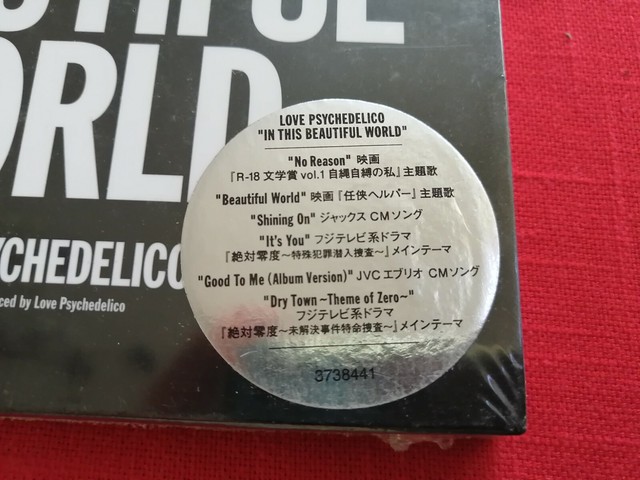 ORLD
YCHEDELICO
ced by Love Psychedelico
LOVE PSYCHEDELICO
"IN THIS BEAUTIFUL WORLD"
"No Reason" 映画
『R-18 文学賞 vol.1 自縄自縛の私』主題歌
"Beautiful World" 映画『任侠ヘルパー』主題歌
"Shining On" ジャックス CMソング
"It's You" フジテレビ系ドラマ
『絶対零度～特殊犯罪潜入捜査～』メインテーマ
"Good To Me (Album Version)" JVCエブリオ CMソング
"Dry Town ~Theme of Zero~"
フジテレビ系ドラマ
『絶対零度～未解決事件特命捜査～』メインテーマ
3738441